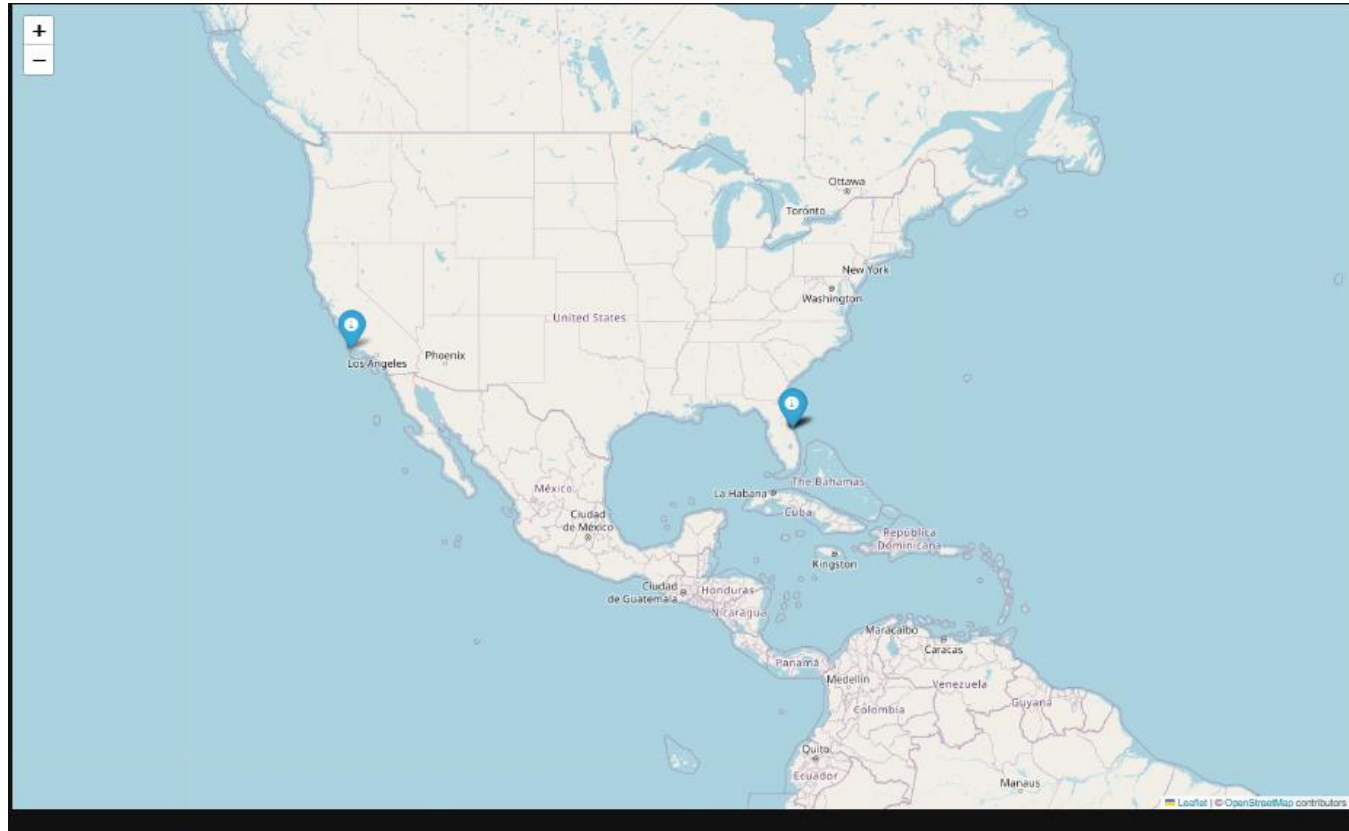 +
−
Ottawa
Toronto
New York
Washington
United States
Los Angeles
Phoenix
México
Ciudad
de México
La Habana
The Bahamas
Cuba
República
Dominicana
Kingston
Ciudad
de Guatemala
Honduras
Nicaragua
Maracaibo
Caracas
Panamá
Medellín
Venezuela
Guyana
Colombia
Quito
Ecuador
Manaus
Leaflet | © OpenStreetMap contributors